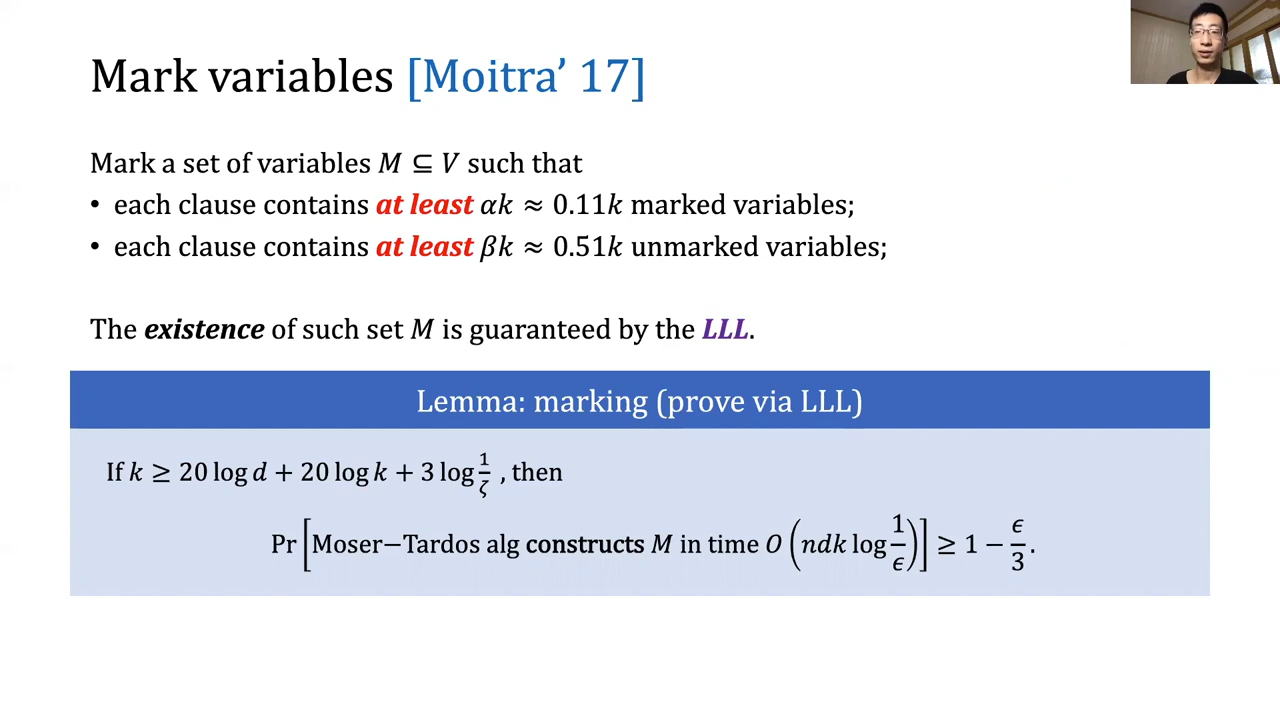 Mark variables [Moitra’ 17]
Mark a set of variables 𝑀 ⊆ 𝑉 such that
• each clause contains at least 𝛼𝑘 ≈ 0.11𝑘 marked variables;
• each clause contains at least 𝛽𝑘 ≈ 0.51𝑘 unmarked variables;
The existence of such set 𝑀 is guaranteed by the LLL.
Lemma: marking (prove via LLL)
If 𝑘 ≥ 20 log 𝑑 + 20 log 𝑘 + 3 log 1/𝜁 , then
Pr [Moser−Tardos alg constructs 𝑀 in time 𝑂 (𝑛𝑑𝑘 log 1/𝜖)] ≥ 1 − 𝜖/3.